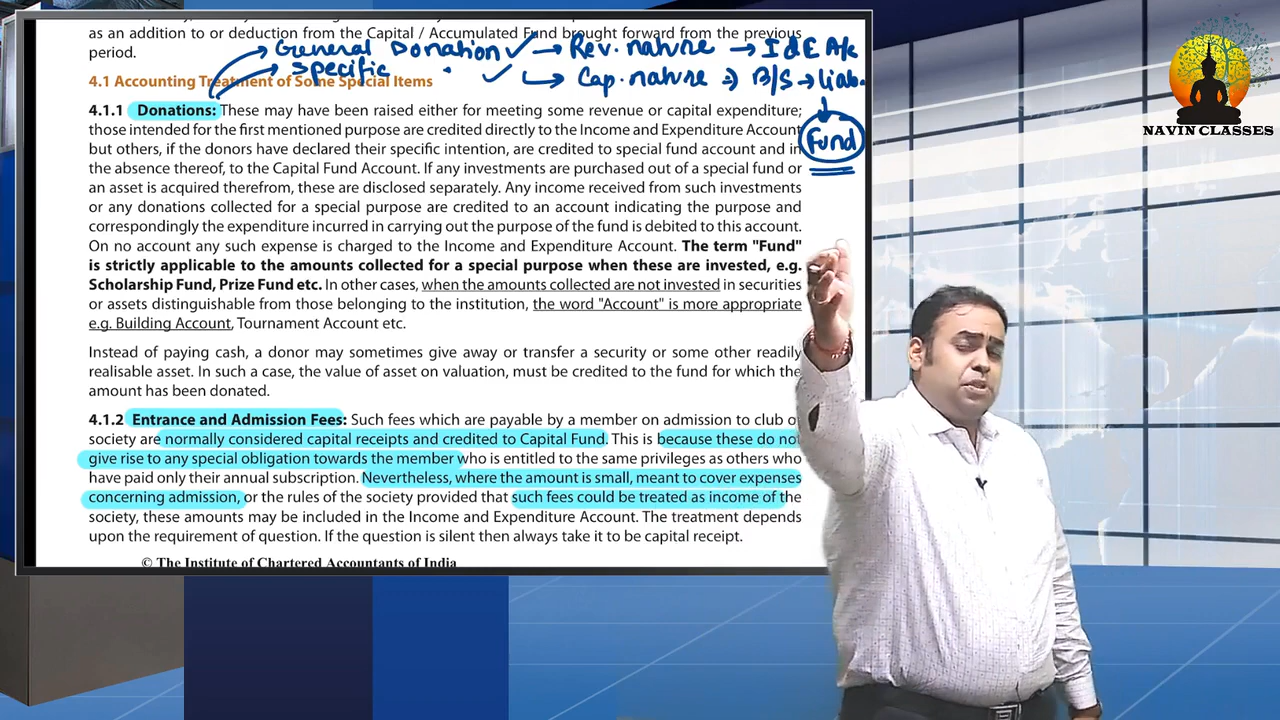 as an addition to or deduction from the Capital / Accumulated Fund brought forward from the previous
period.
General Donation ✓ → Rev. nature → I & E A/c
Specific ✓ → Cap. nature ⇒ B/S → liab.
Fund
4.1 Accounting Treatment of Some Special Items
4.1.1 Donations: These may have been raised either for meeting some revenue or capital expenditure;
those intended for the first mentioned purpose are credited directly to the Income and Expenditure Account
but others, if the donors have declared their specific intention, are credited to special fund account and in
the absence thereof, to the Capital Fund Account. If any investments are purchased out of a special fund or
an asset is acquired therefrom, these are disclosed separately. Any income received from such investments
or any donations collected for a special purpose are credited to an account indicating the purpose and
correspondingly the expenditure incurred in carrying out the purpose of the fund is debited to this account.
On no account any such expense is charged to the Income and Expenditure Account. The term "Fund"
is strictly applicable to the amounts collected for a special purpose when these are invested, e.g.
Scholarship Fund, Prize Fund etc. In other cases, when the amounts collected are not invested in securities
or assets distinguishable from those belonging to the institution, the word "Account" is more appropriate
e.g. Building Account, Tournament Account etc.
Instead of paying cash, a donor may sometimes give away or transfer a security or some other readily
realisable asset. In such a case, the value of asset on valuation, must be credited to the fund for which the
amount has been donated.
4.1.2 Entrance and Admission Fees: Such fees which are payable by a member on admission to club o
society are normally considered capital receipts and credited to Capital Fund. This is because these do not
give rise to any special obligation towards the member who is entitled to the same privileges as others who
have paid only their annual subscription. Nevertheless, where the amount is small, meant to cover expenses
concerning admission, or the rules of the society provided that such fees could be treated as income of the
society, these amounts may be included in the Income and Expenditure Account. The treatment depends
upon the requirement of question. If the question is silent then always take it to be capital receipt.
© The Institute of Chartered Accountants of India
NAVIN CLASSES